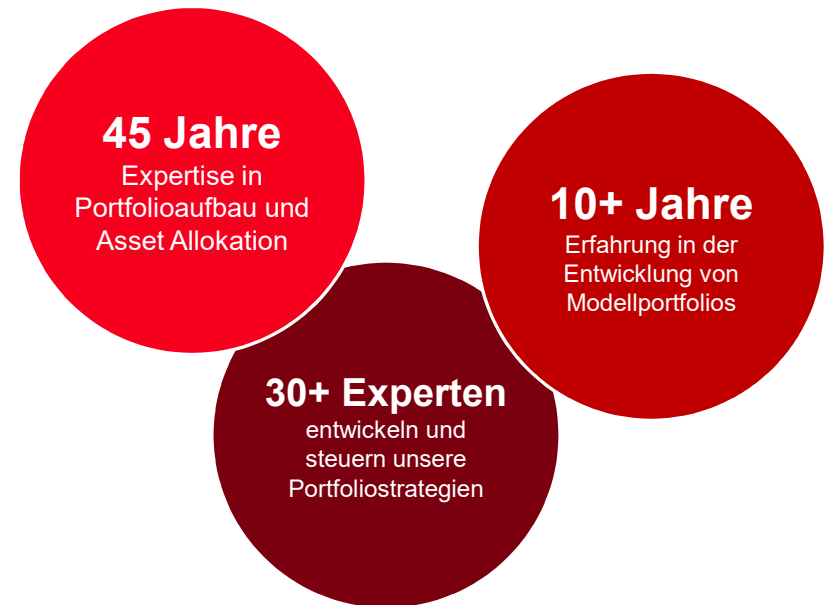 45 Jahre
Expertise in
Portfolioaufbau und
Asset Allokation
10+ Jahre
Erfahrung in der
Entwicklung von
Modellportfolios
30+ Experten
entwickeln und
steuern unsere
Portfoliostrategien